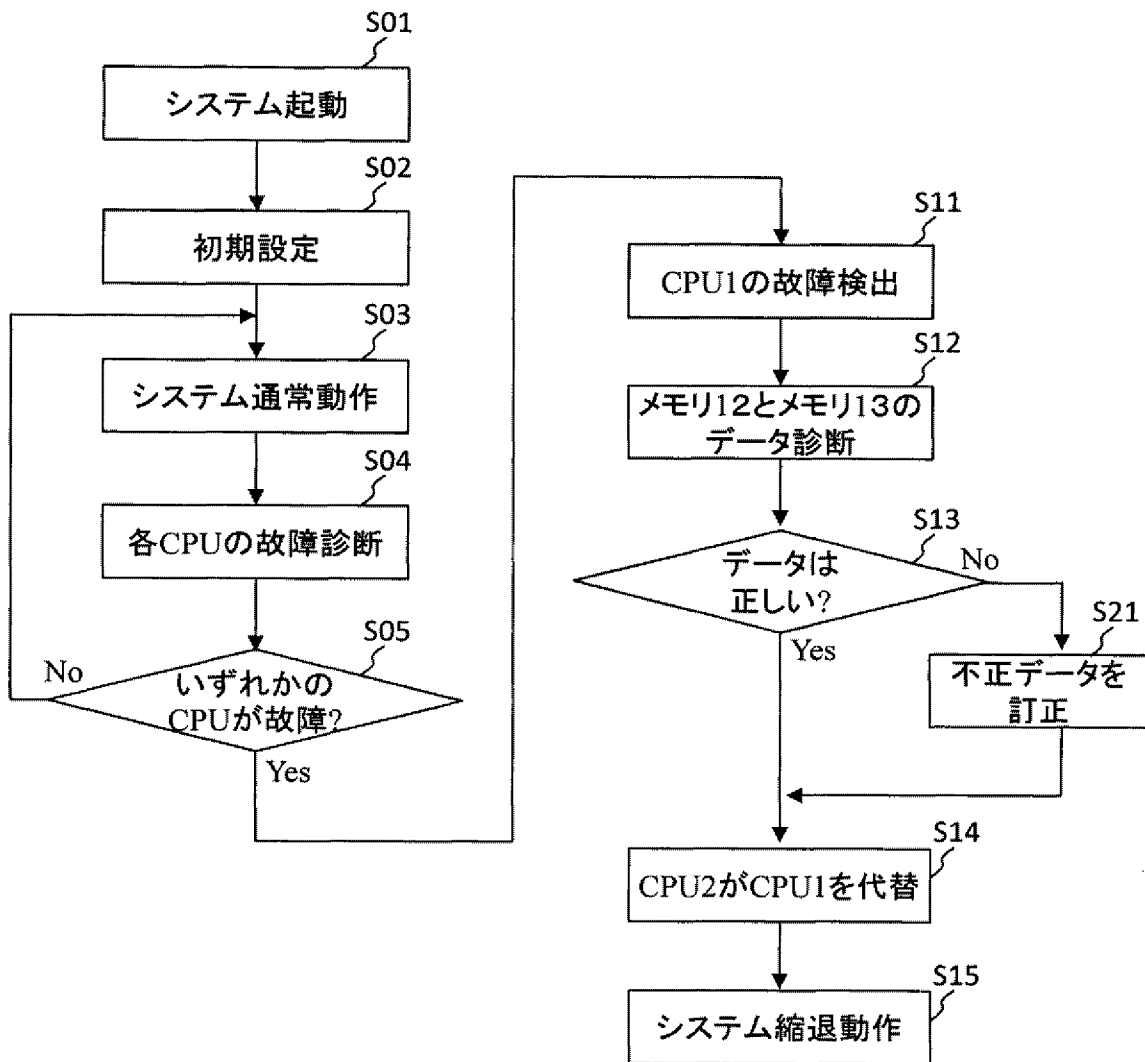 S01
システム起動
S02
初期設定
S03
システム通常動作
S04
各CPUの故障診断
S05
いずれかの
CPUが故障?
No
Yes
S11
CPU1の故障検出
S12
メモリ12とメモリ13の
データ診断
S13
データは
正しい?
No
Yes
S21
不正データを
訂正
S14
CPU2がCPU1を代替
S15
システム縮退動作